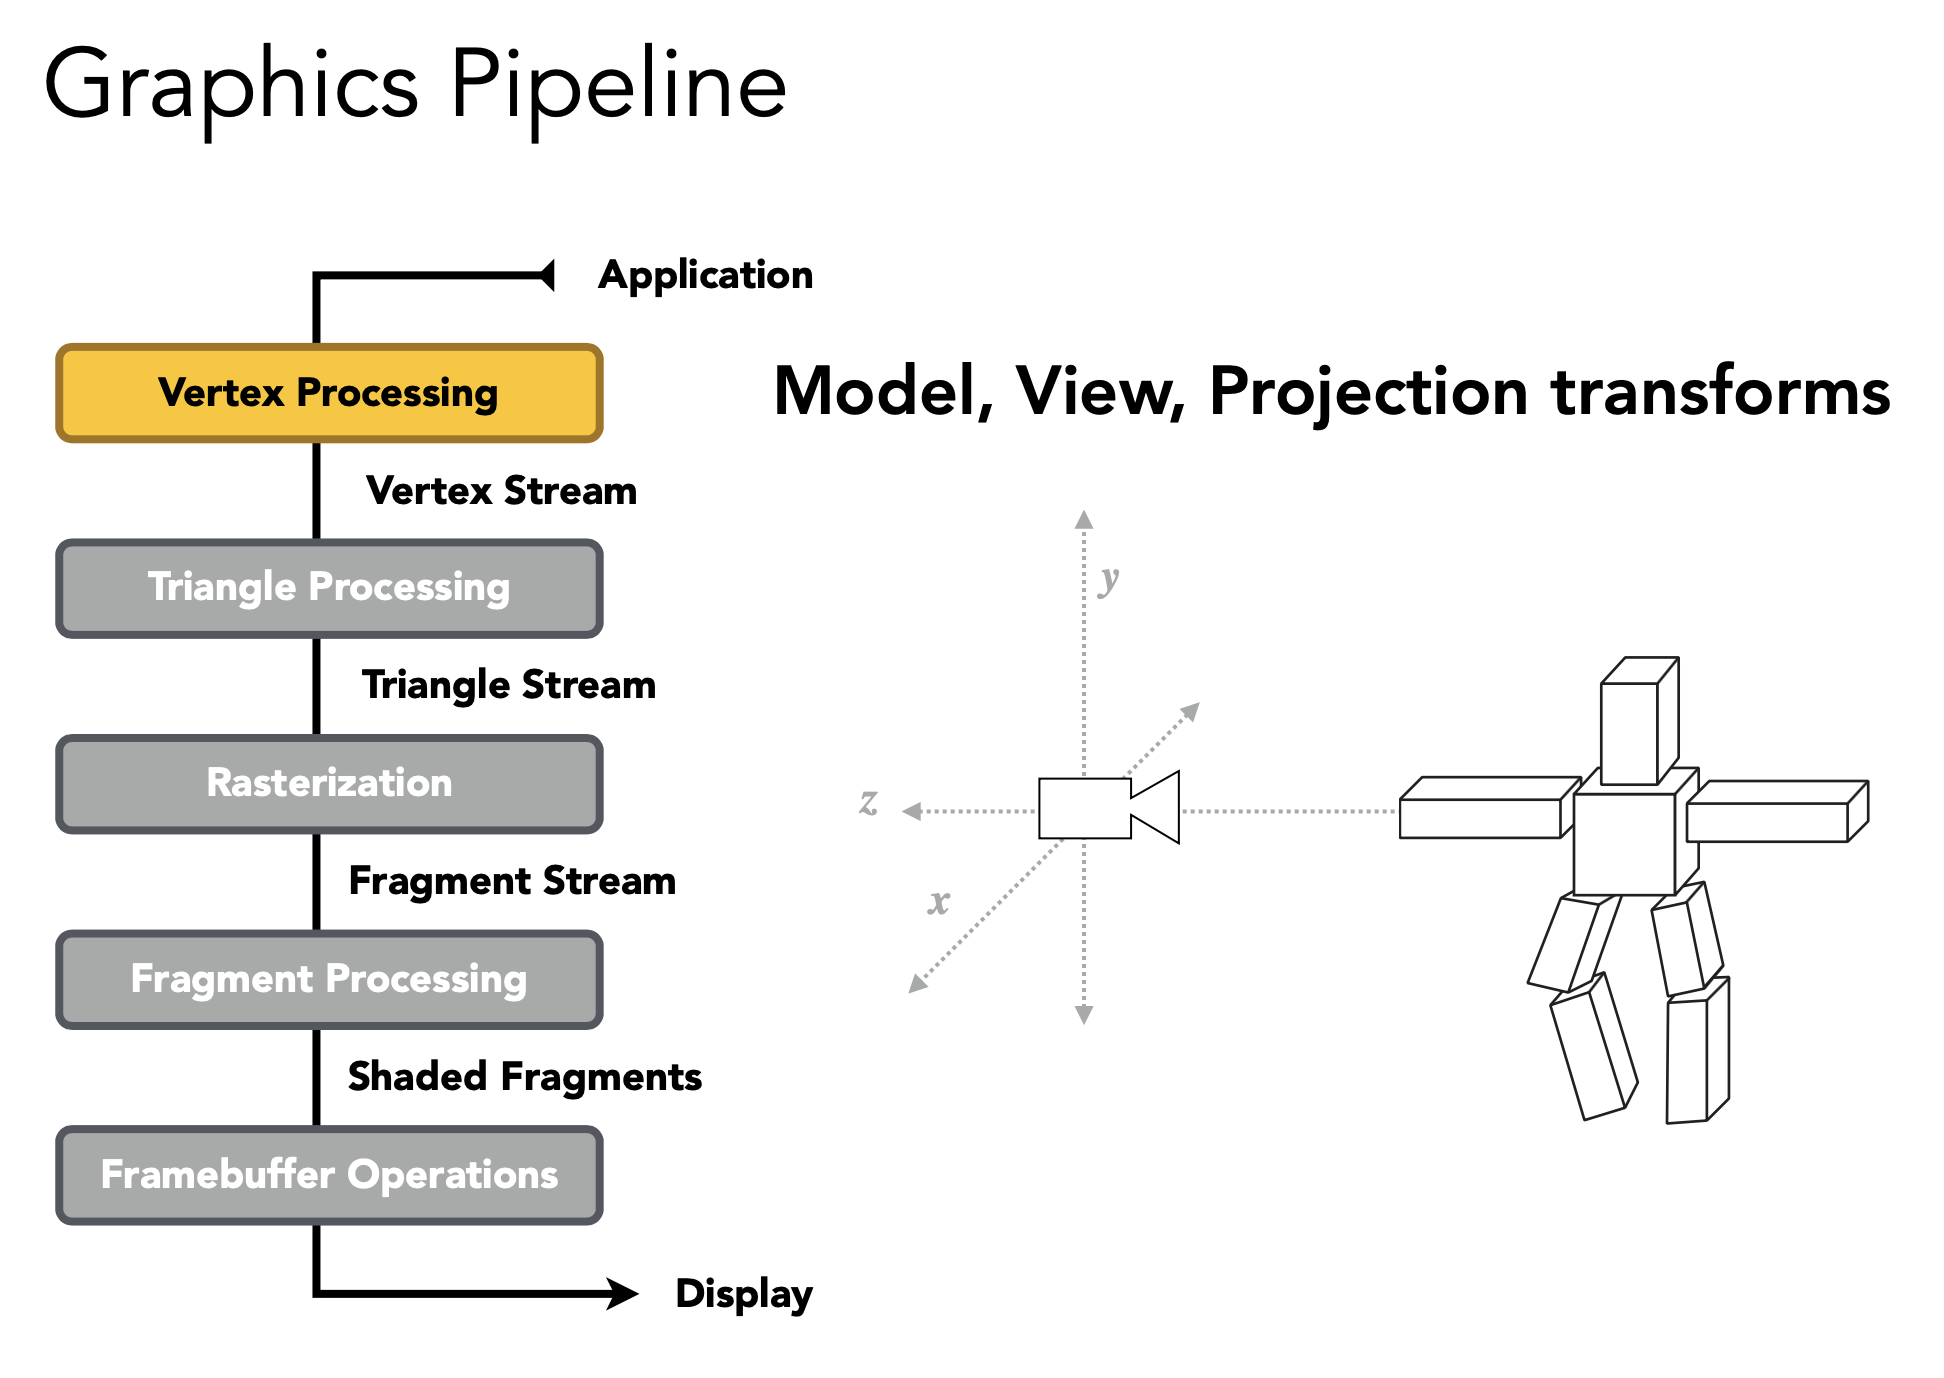 Graphics Pipeline
Application
Vertex Processing
Model, View, Projection transforms
Vertex Stream
Triangle Processing
Triangle Stream
Rasterization
Fragment Stream
Fragment Processing
Shaded Fragments
Framebuffer Operations
Display
y
z
x